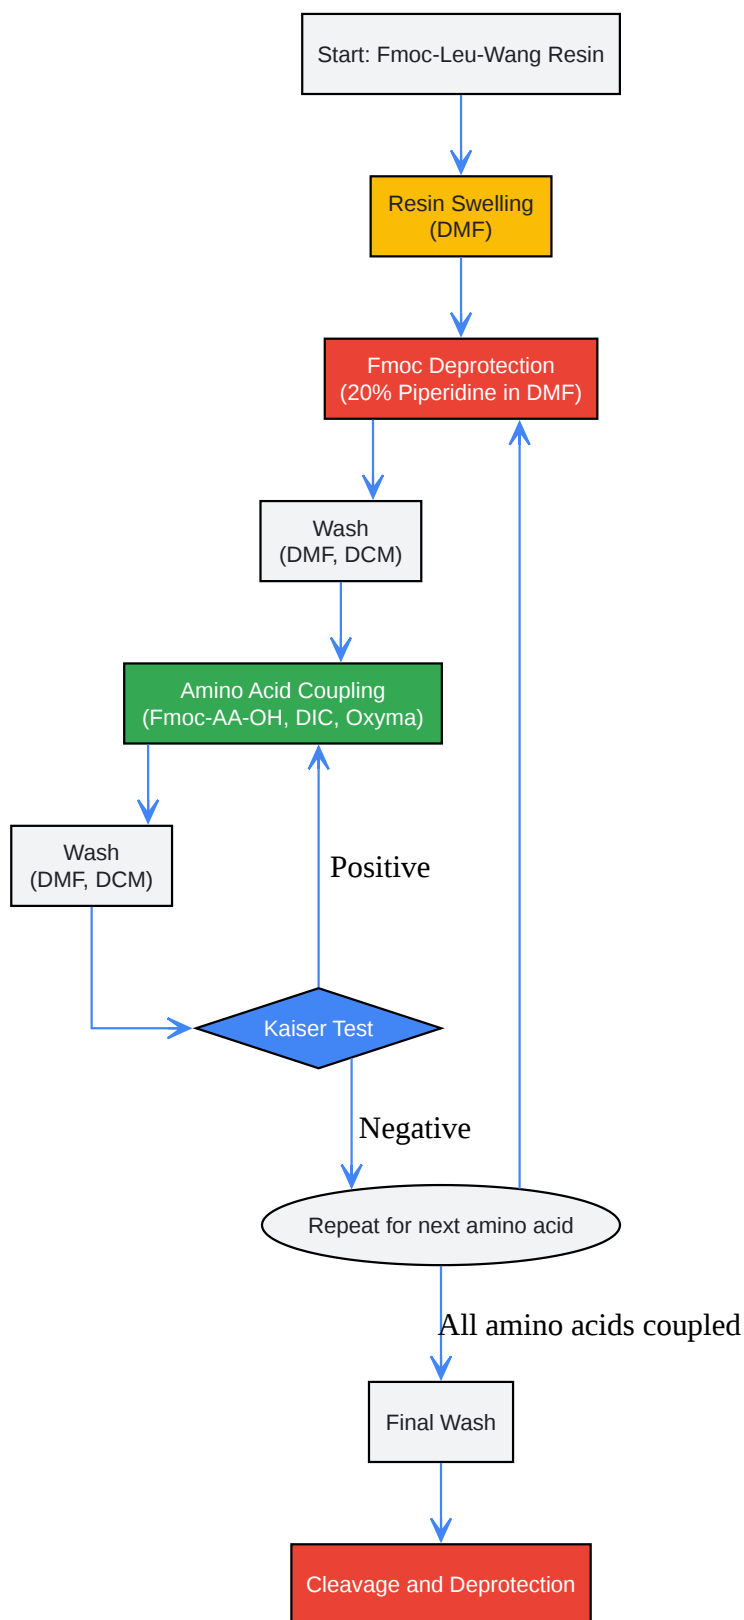 Start: Fmoc-Leu-Wang Resin
Resin Swelling
(DMF)
Fmoc Deprotection
(20% Piperidine in DMF)
Wash
(DMF, DCM)
Amino Acid Coupling
(Fmoc-AA-OH, DIC, Oxyma)
Wash
(DMF, DCM)
Positive
Kaiser Test
Negative
Repeat for next amino acid
All amino acids coupled
Final Wash
Cleavage and Deprotection